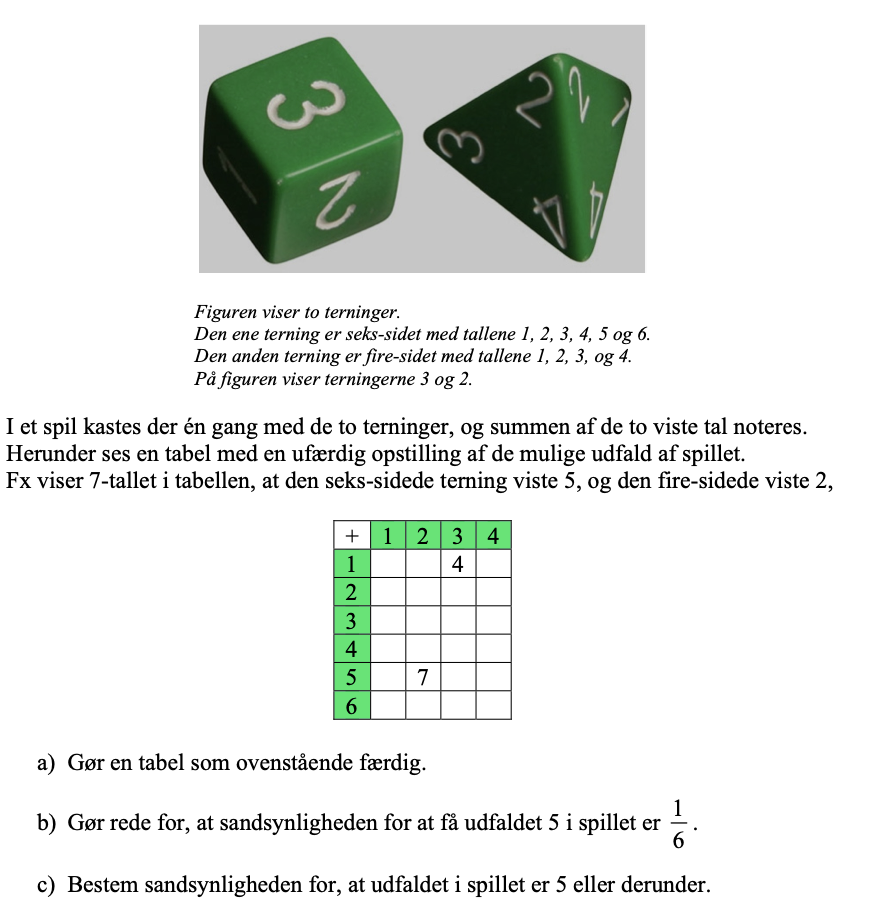 3
2
1
3
2
2
1
4
4
Figuren viser to terninger.
Den ene terning er seks-sidet med tallene 1, 2, 3, 4, 5 og 6.
Den anden terning er fire-sidet med tallene 1, 2, 3, og 4.
På figuren viser terningerne 3 og 2.
I et spil kastes der én gang med de to terninger, og summen af de to viste tal noteres.
Herunder ses en tabel med en ufærdig opstilling af de mulige udfald af spillet.
Fx viser 7-tallet i tabellen, at den seks-sidede terning viste 5, og den fire-sidede viste 2,
+ 1 2 3 4
1 4
2
3
4
5 7
6
a) Gør en tabel som ovenstående færdig.
b) Gør rede for, at sandsynligheden for at få udfaldet 5 i spillet er 1/6.
c) Bestem sandsynligheden for, at udfaldet i spillet er 5 eller derunder.